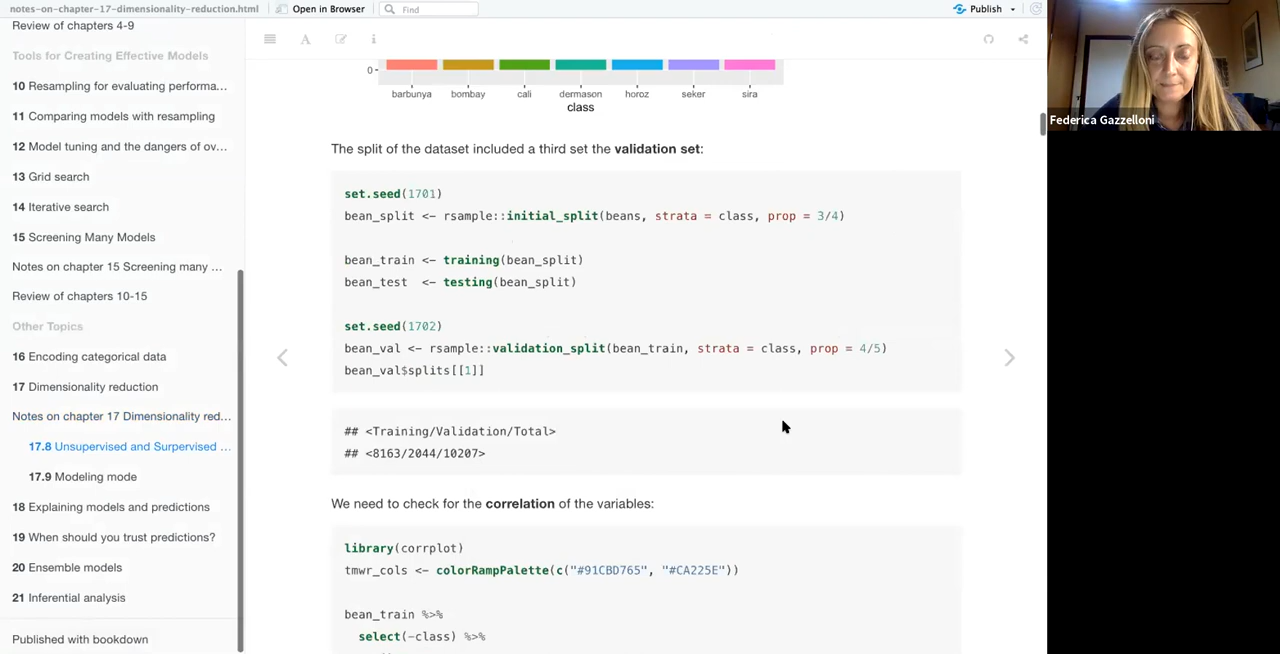 notes-on-chapter-17-dimensionality-reduction.html
Open in Browser
Find
Publish
Review of chapters 4-9
Tools for Creating Effective Models
10 Resampling for evaluating performa…
11 Comparing models with resampling
12 Model tuning and the dangers of ov…
13 Grid search
14 Iterative search
15 Screening Many Models
Notes on chapter 15 Screening many …
Review of chapters 10-15
Other Topics
16 Encoding categorical data
17 Dimensionality reduction
Notes on chapter 17 Dimensionality red…
17.8 Unsupervised and Surpervised …
17.9 Modeling mode
18 Explaining models and predictions
19 When should you trust predictions?
20 Ensemble models
21 Inferential analysis
Published with bookdown
0
barbunya bombay cali dermason horoz seker sira
class
The split of the dataset included a third set the validation set:
set.seed(1701)
bean_split <- rsample::initial_split(beans, strata = class, prop = 3/4)
bean_train <- training(bean_split)
bean_test <- testing(bean_split)
set.seed(1702)
bean_val <- rsample::validation_split(bean_train, strata = class, prop = 4/5)
bean_val$splits[[1]]
## <Training/Validation/Total>
## <8163/2044/10207>
We need to check for the correlation of the variables:
library(corrplot)
tmwr_cols <- colorRampPalette(c("#91CBD765", "#CA225E"))
bean_train %>%
select(-class) %>%
Federica Gazzelloni